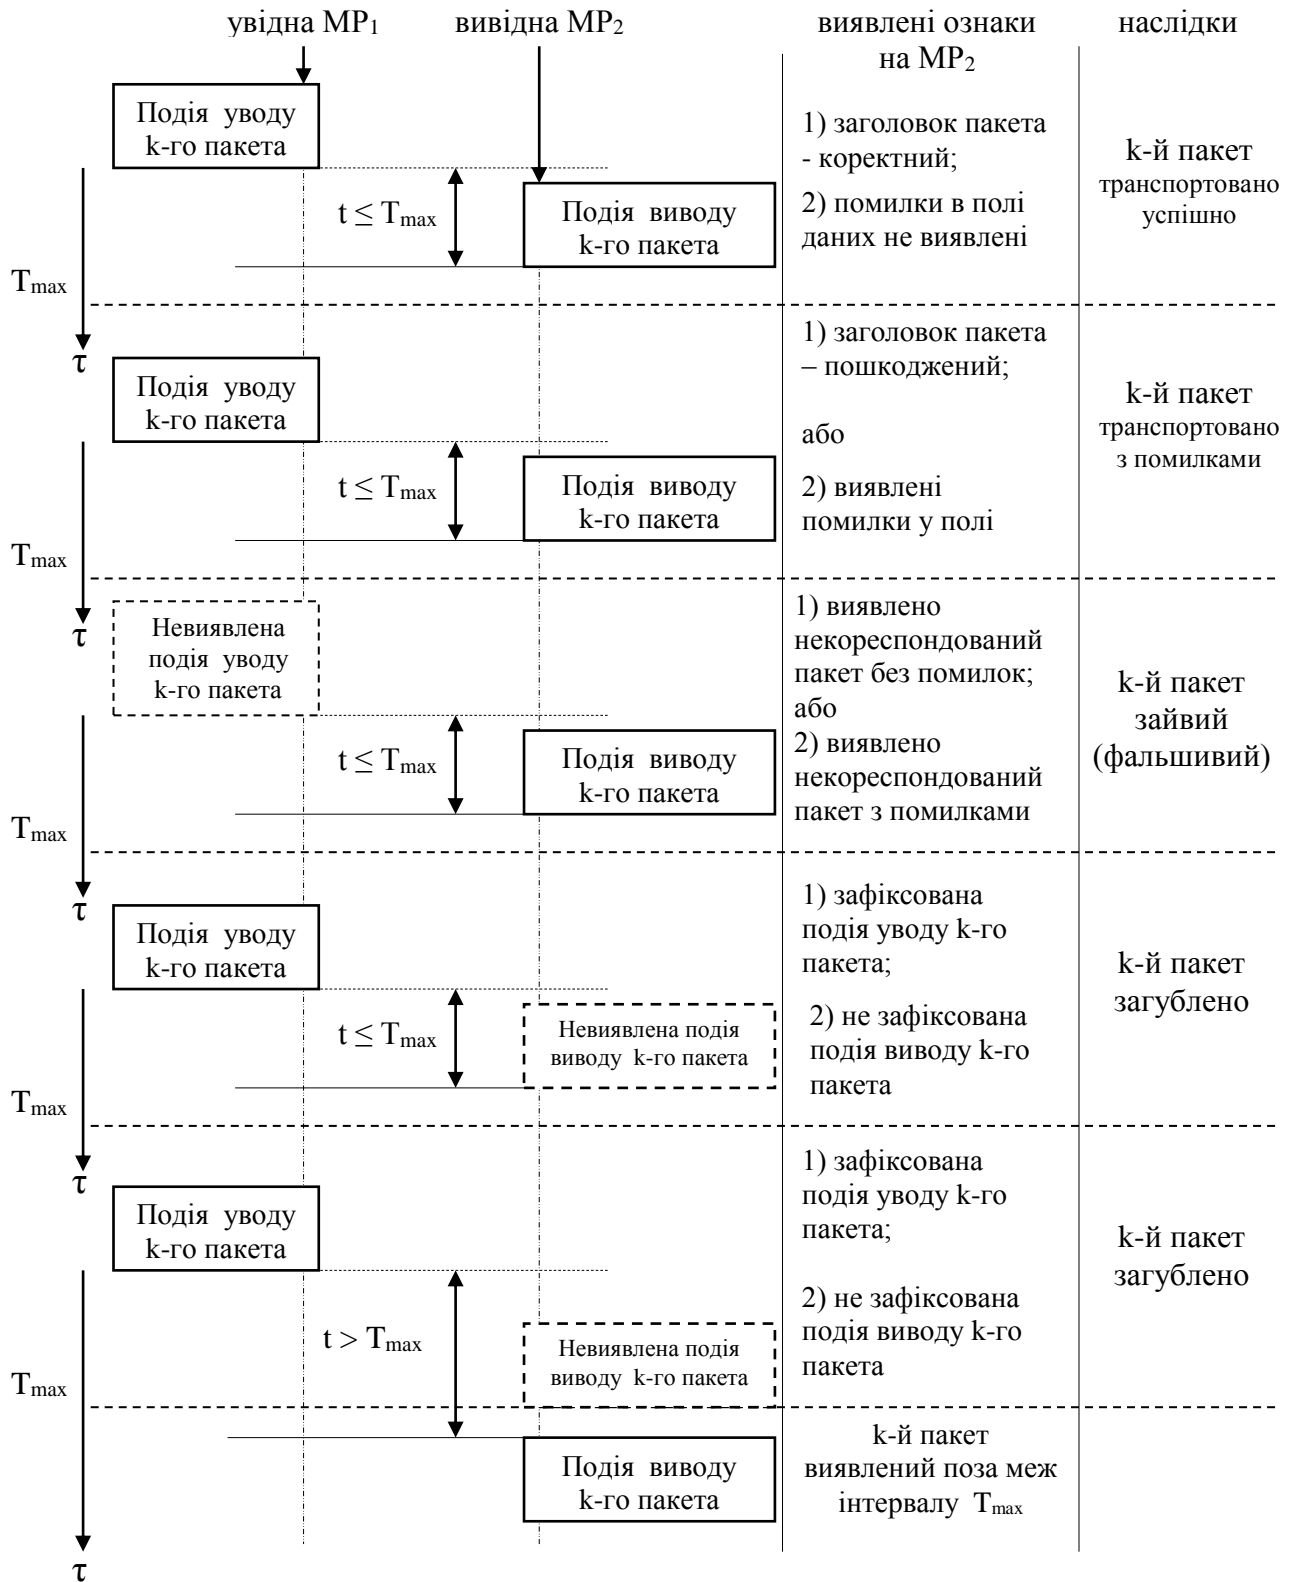 увідна MP1
вивідна MP2
виявлені ознаки
на MP2
наслідки
Подія уводу
k-го пакета
t ≤ Tmax
Подія виводу
k-го пакета
1) заголовок пакета
- коректний;
2) помилки в полі
даних не виявлені
k-й пакет
транспортовано
успішно
Tmax
τ
Подія уводу
k-го пакета
t ≤ Tmax
Подія виводу
k-го пакета
1) заголовок пакета
– пошкоджений;
або
2) виявлені
помилки у полі
k-й пакет
транспортовано
з помилками
Tmax
τ
Невиявлена
подія уводу
k-го пакета
t ≤ Tmax
Подія виводу
k-го пакета
1) виявлено
некореспондований
пакет без помилок;
або
2) виявлено
некореспондований
пакет з помилками
k-й пакет
зайвий
(фальшивий)
Tmax
τ
Подія уводу
k-го пакета
t ≤ Tmax
Невиявлена подія
виводу k-го пакета
1) зафіксована
подія уводу k-го
пакета;
2) не зафіксована
подія виводу k-го
пакета
k-й пакет
загублено
Tmax
τ
Подія уводу
k-го пакета
t > Tmax
Невиявлена подія
виводу k-го пакета
1) зафіксована
подія уводу k-го
пакета;
2) не зафіксована
подія виводу k-го
пакета
k-й пакет
загублено
Tmax
Подія виводу
k-го пакета
k-й пакет
виявлений поза меж
інтервалу Tmax
τ